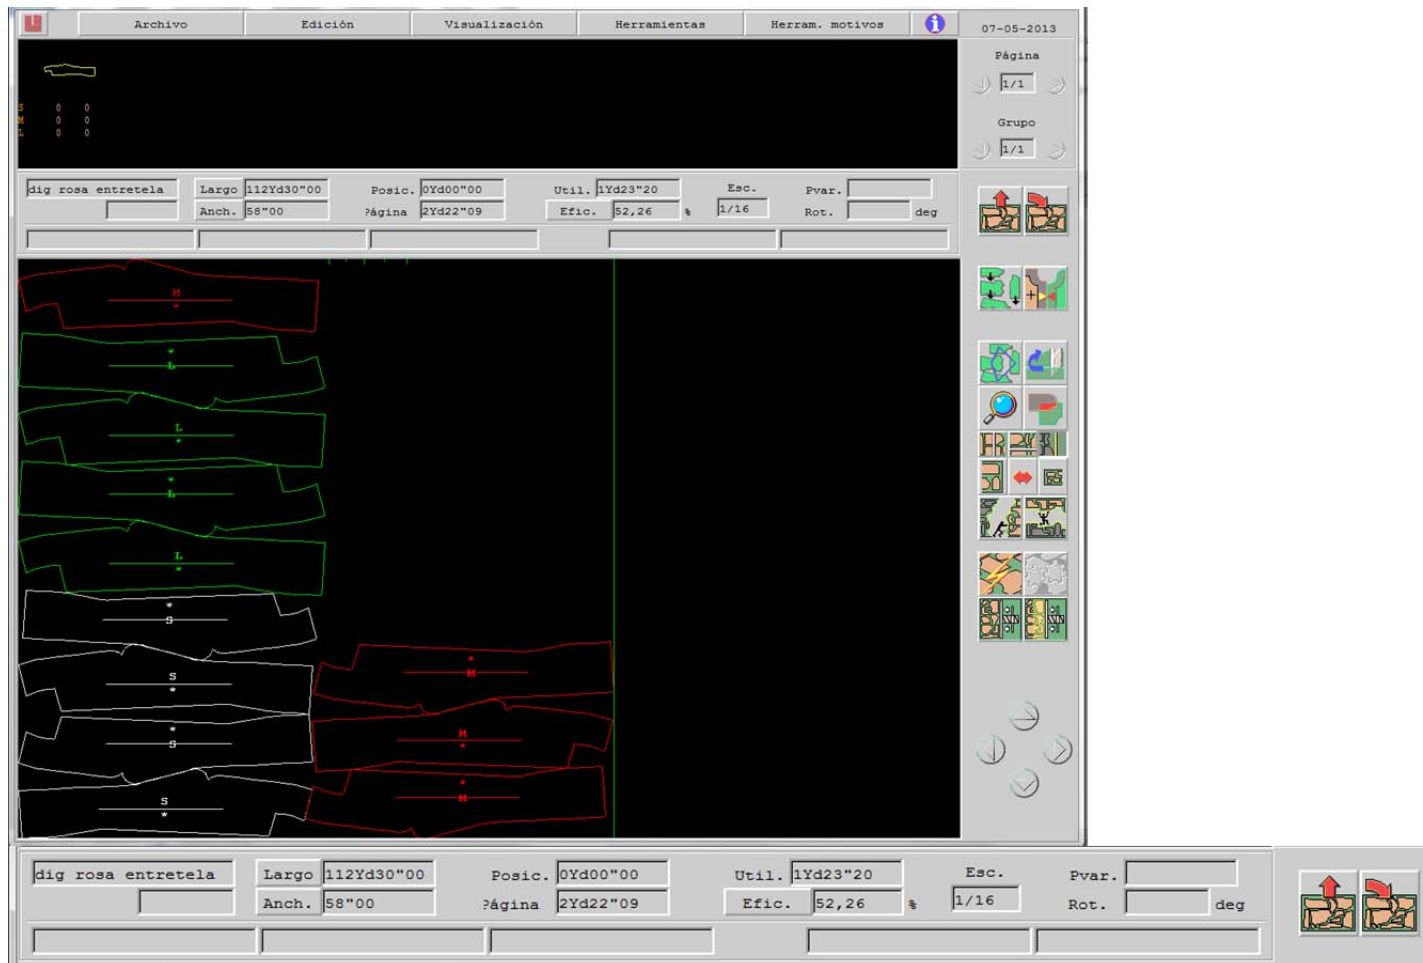 Archivo Edición Visualización Herramientas Herram. motivos 07-05-2013
Página
1/1
S 0 0
M 0 0
L 0 0
Grupo
1/1
dig rosa entretela Largo 112Yd30"00 Posic. 0Yd00"00 Util. 1Yd23"20 Esc. Pvar.
Anch. 58"00 Página 2Yd22"09 Efic. 52,26 % 1/16 Rot. deg
M
*
*
L
L
*
*
L
L
*
*
S
*
M
S
*
M
*
*
S
*
M
S
*
dig rosa entretela Largo 112Yd30"00 Posic. 0Yd00"00 Util. 1Yd23"20 Esc. Pvar.
Anch. 58"00 Página 2Yd22"09 Efic. 52,26 % 1/16 Rot. deg